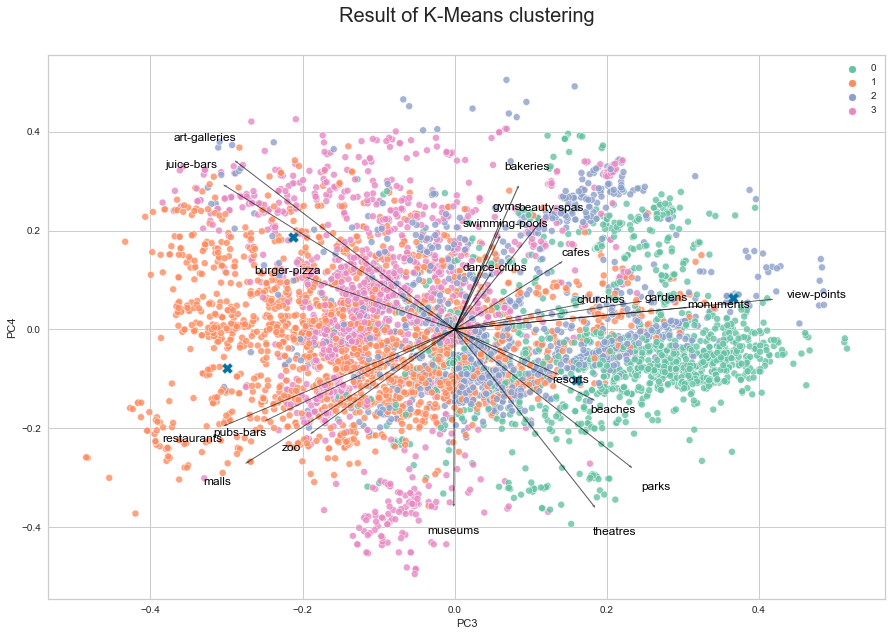 Result of K-Means clustering
0
1
2
3
art-galleries
juice-bars
bakeries
gyms
beauty-spas
swimming-pools
cafes
burger-pizza
dance-clubs
churches
gardens
monuments
view-points
resorts
beaches
restaurants
pubs-bars
zoo
malls
parks
museums
theatres
0.4
0.2
0.0
−0.2
−0.4
PC4
−0.4
−0.2
0.0
0.2
0.4
PC3